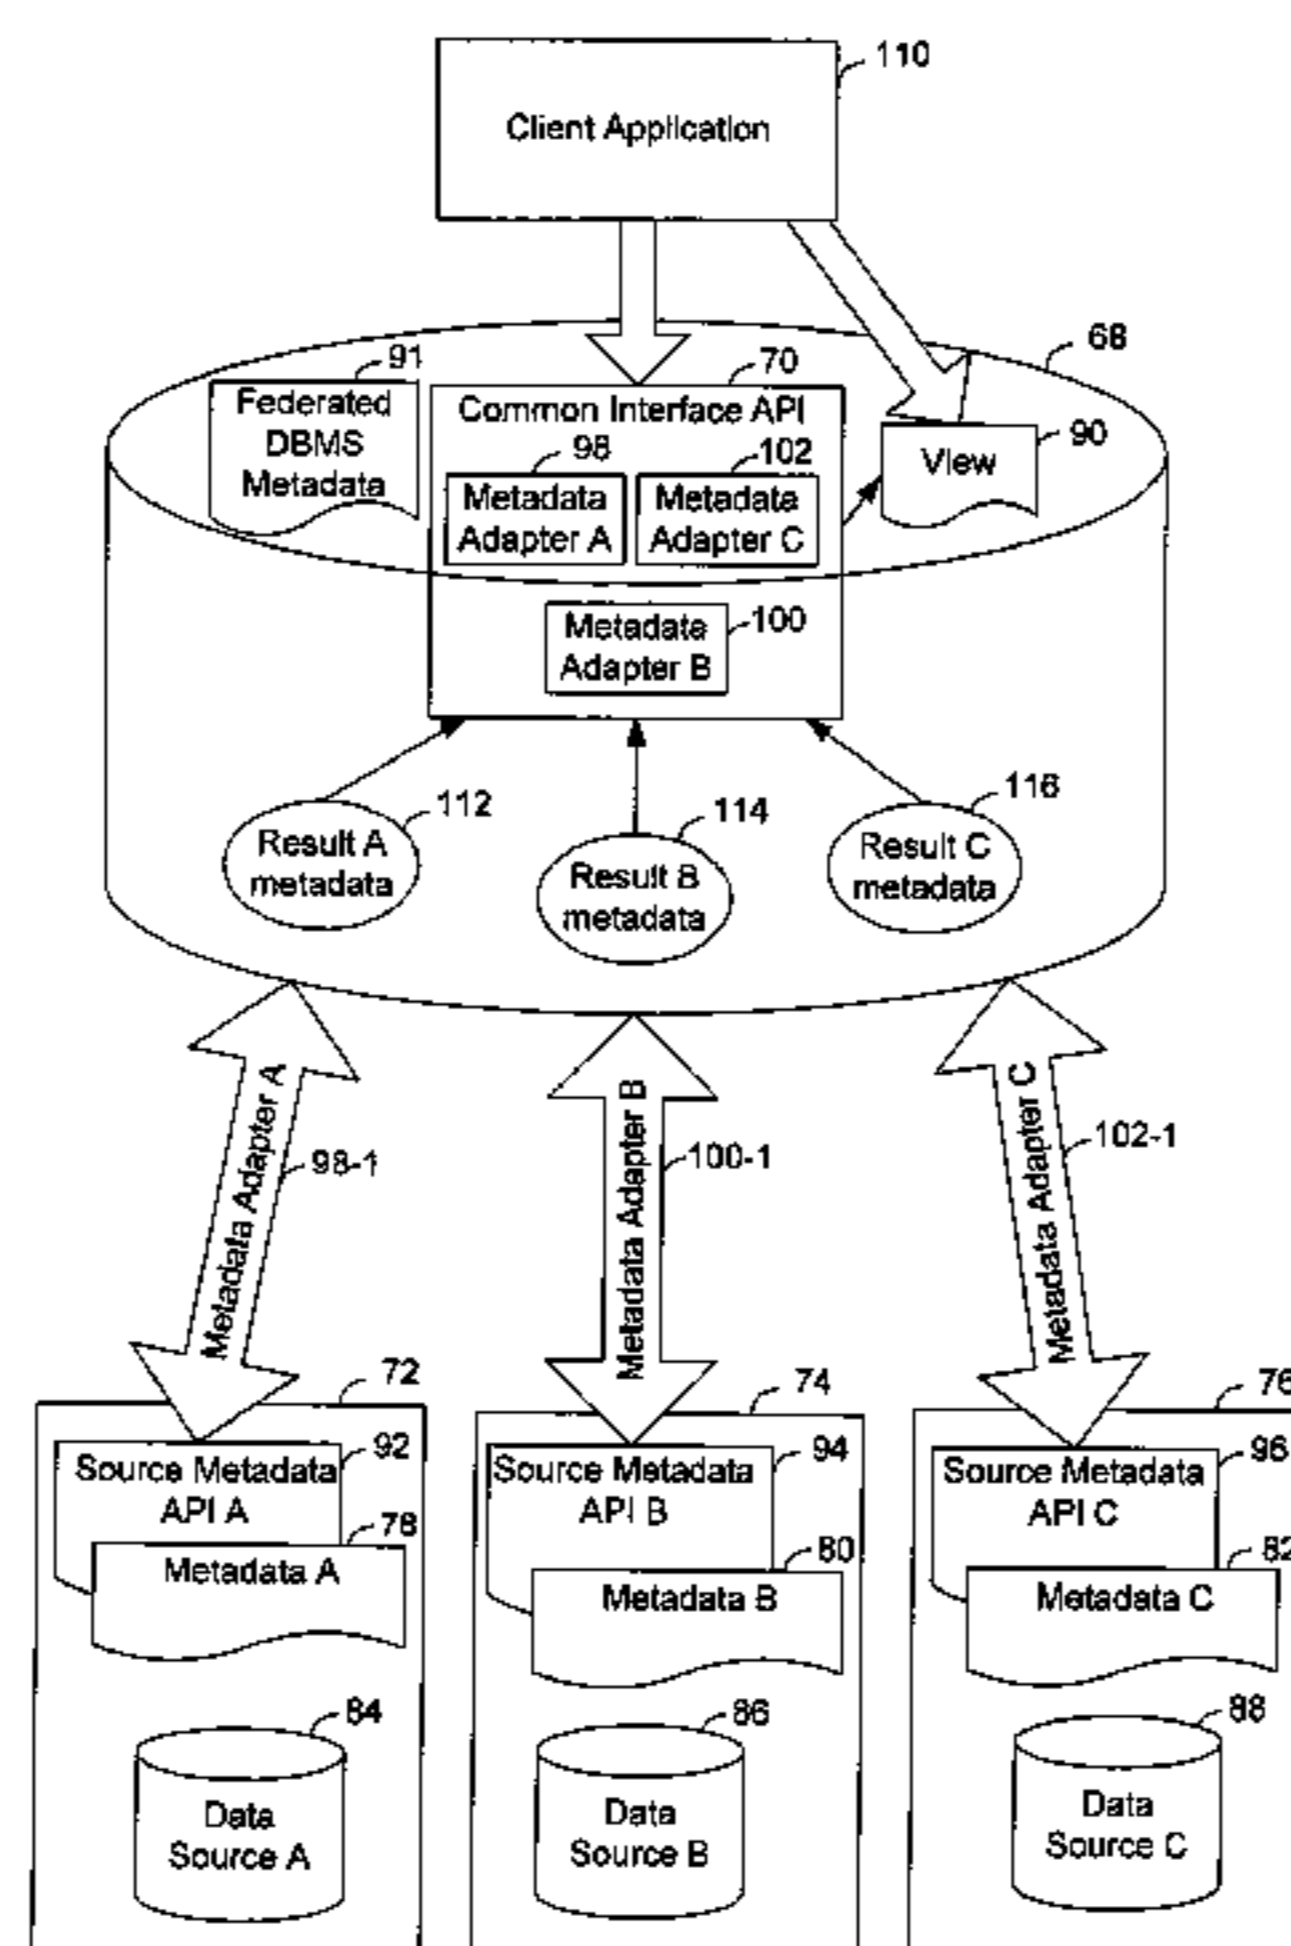 110
Client Application
68
91
Federated
DBMS
Metadata
70
Common Interface API
98
Metadata
Adapter A
102
Metadata
Adapter C
90
View
100
Metadata
Adapter B
112
Result A
metadata
114
Result B
metadata
116
Result C
metadata
Metadata Adapter A
98-1
Metadata Adapter B
100-1
Metadata Adapter C
102-1
72
92
Source Metadata
API A
78
Metadata A
84
Data
Source A
74
94
Source Metadata
API B
80
Metadata B
86
Data
Source B
76
96
Source Metadata
API C
82
Metadata C
88
Data
Source C